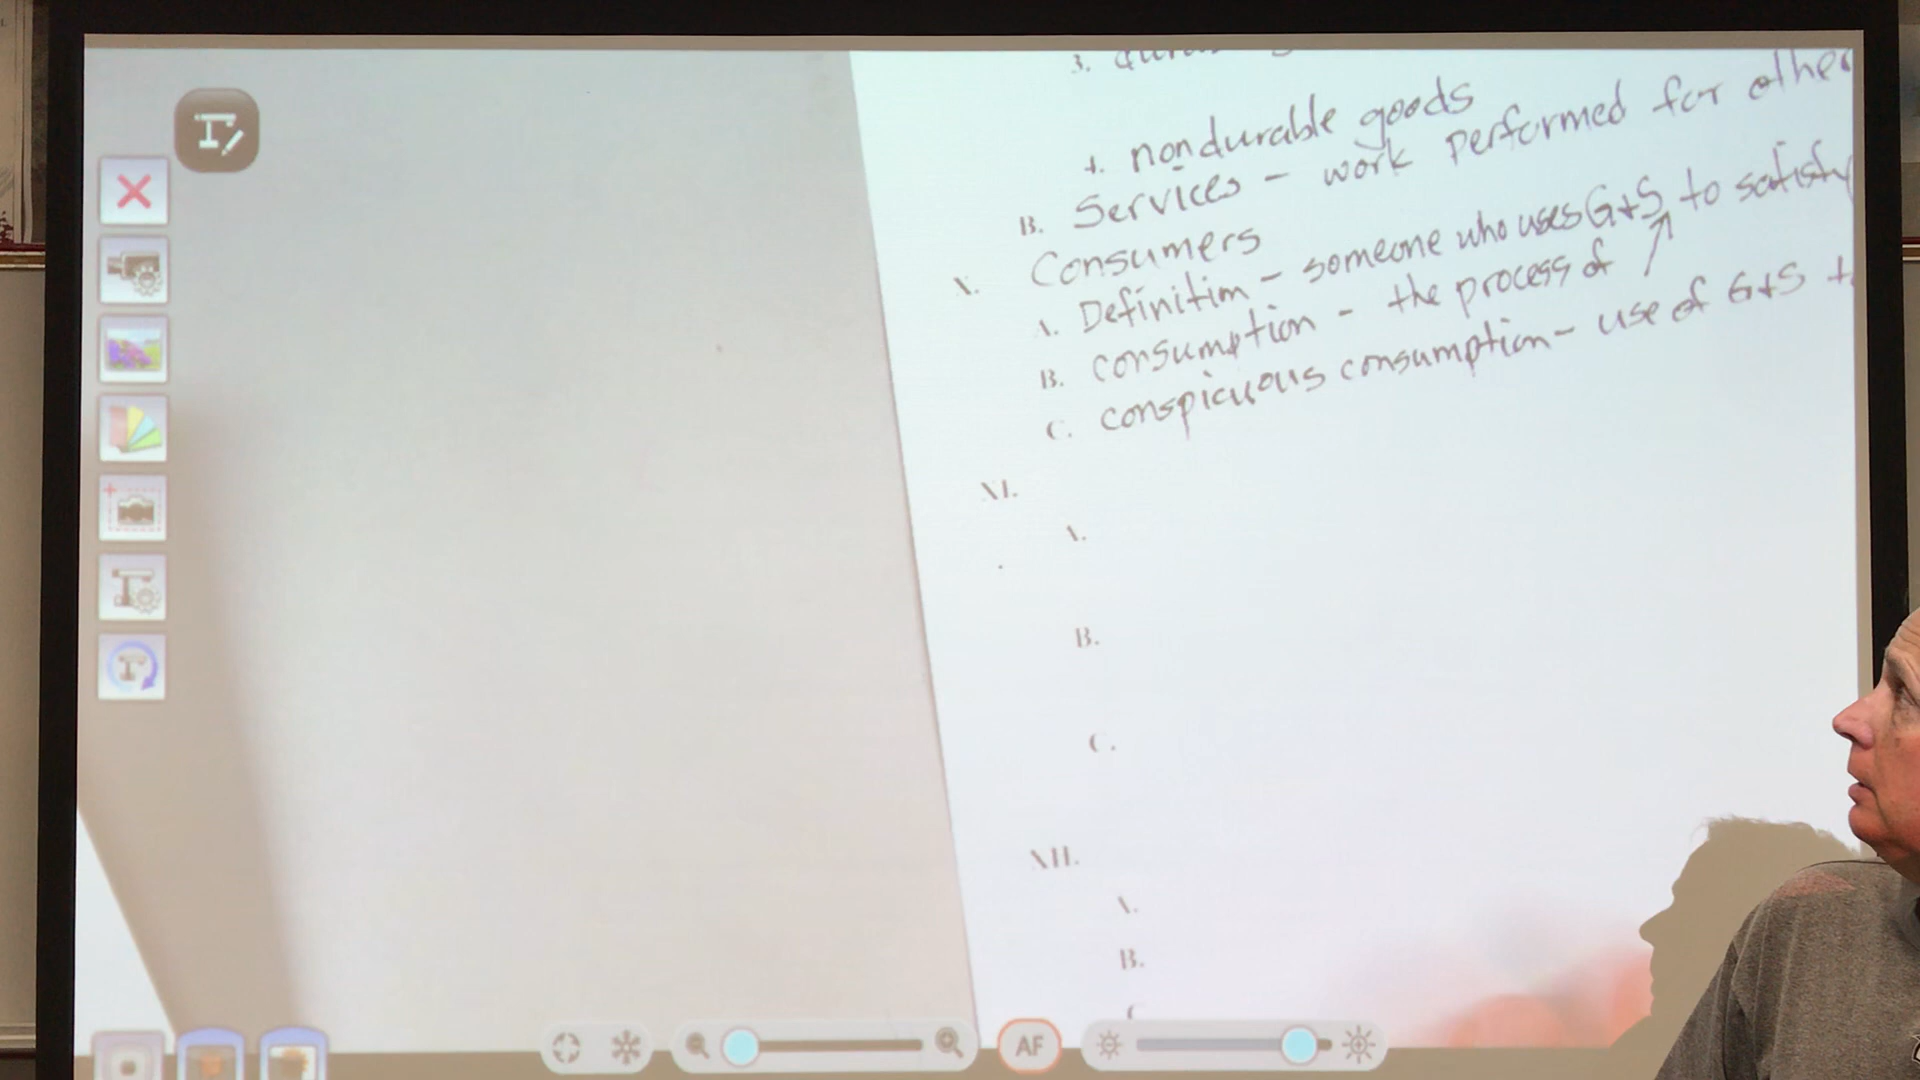 3.
4. nondurable goods
B. Services - work performed for other
X. Consumers
A. Definition - someone who uses G+S to satisfy
B. consumption - the process of ↑
C. conspicuous consumption - use of G+S
XI.
A.
B.
C.
XII.
A.
B.
C
AF